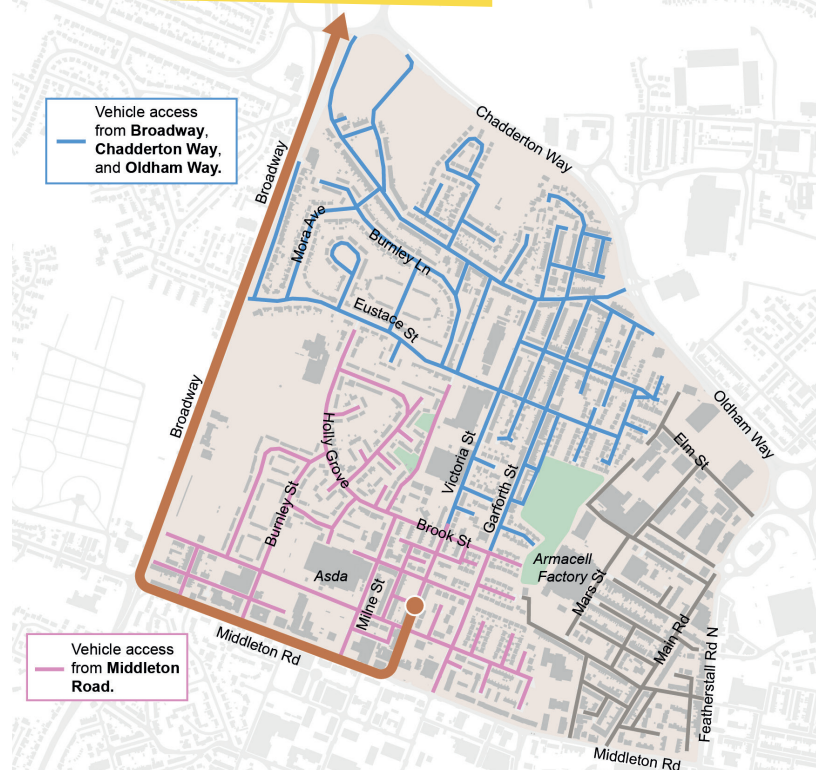 Vehicle access
from Broadway,
Chadderton Way,
and Oldham Way.
Chadderton Way
Broadway
Mora Ave
Burnley Ln
Eustace St
Broadway
Oldham Way
Holly Grove
Elm St
Victoria St
Garforth St
Burnley St
Brook St
Armacell
Factory
Asda
Mars St
Milne St
Main Rd
Featherstall Rd N
Vehicle access
from Middleton
Road.
Middleton Rd
Middleton Rd